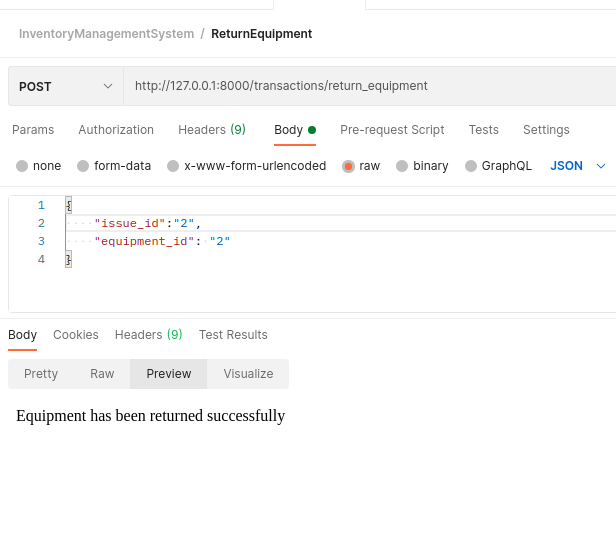 InventoryManagementSystem / ReturnEquipment
POST http://127.0.0.1:8000/transactions/return_equipment
Params Authorization Headers (9) Body Pre-request Script Tests Settings
none form-data x-www-form-urlencoded raw binary GraphQL JSON
1 {
2 "issue_id":"2",
3 "equipment_id": "2"
4 }
Body Cookies Headers (9) Test Results
Pretty Raw Preview Visualize
Equipment has been returned successfully